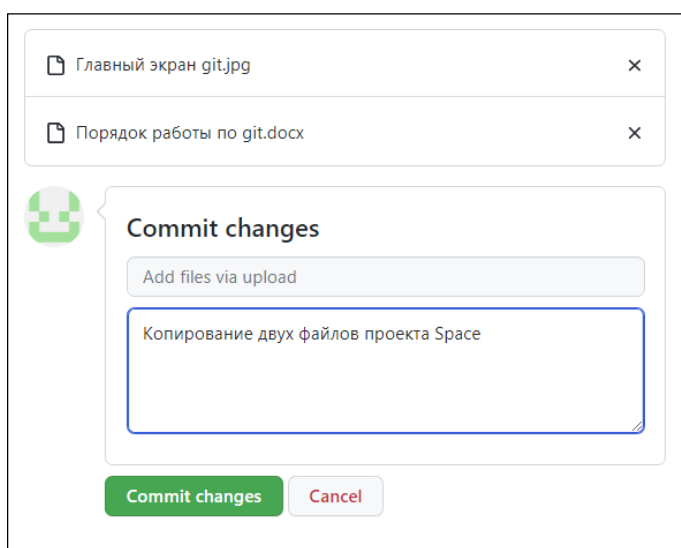 Главный экран git.jpg
Порядок работы по git.docx
Commit changes
Add files via upload
Копирование двух файлов проекта Space
Commit changes
Cancel